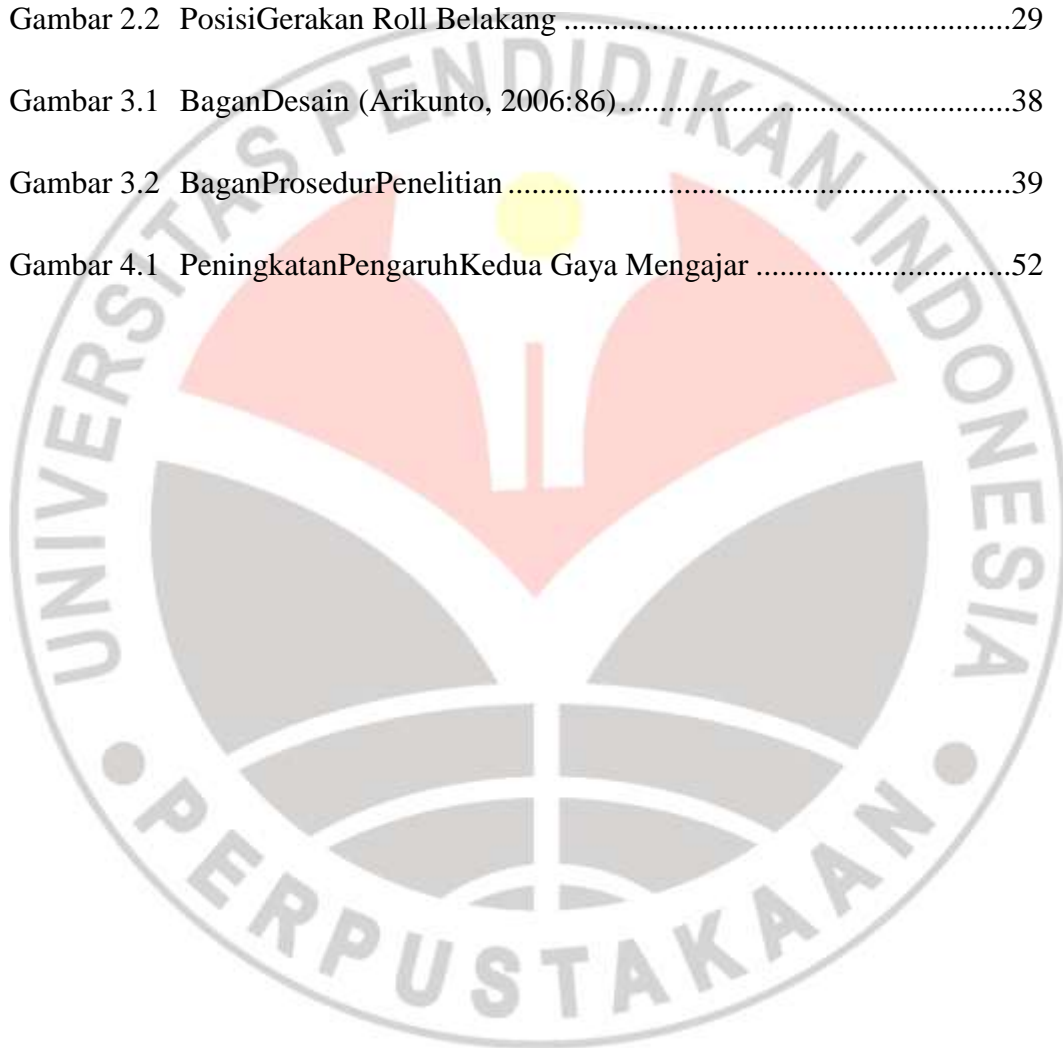 Gambar 2.2 PosisiGerakan Roll Belakang ....................................................29
Gambar 3.1 BaganDesain (Arikunto, 2006:86)..............................................38
Gambar 3.2 BaganProsedurPenelitian ...........................................................39
Gambar 4.1 PeningkatanPengaruhKedua Gaya Mengajar ..............................52
UNIVERSITAS PENDIDIKAN INDONESIA
PERPUSTAKAAN